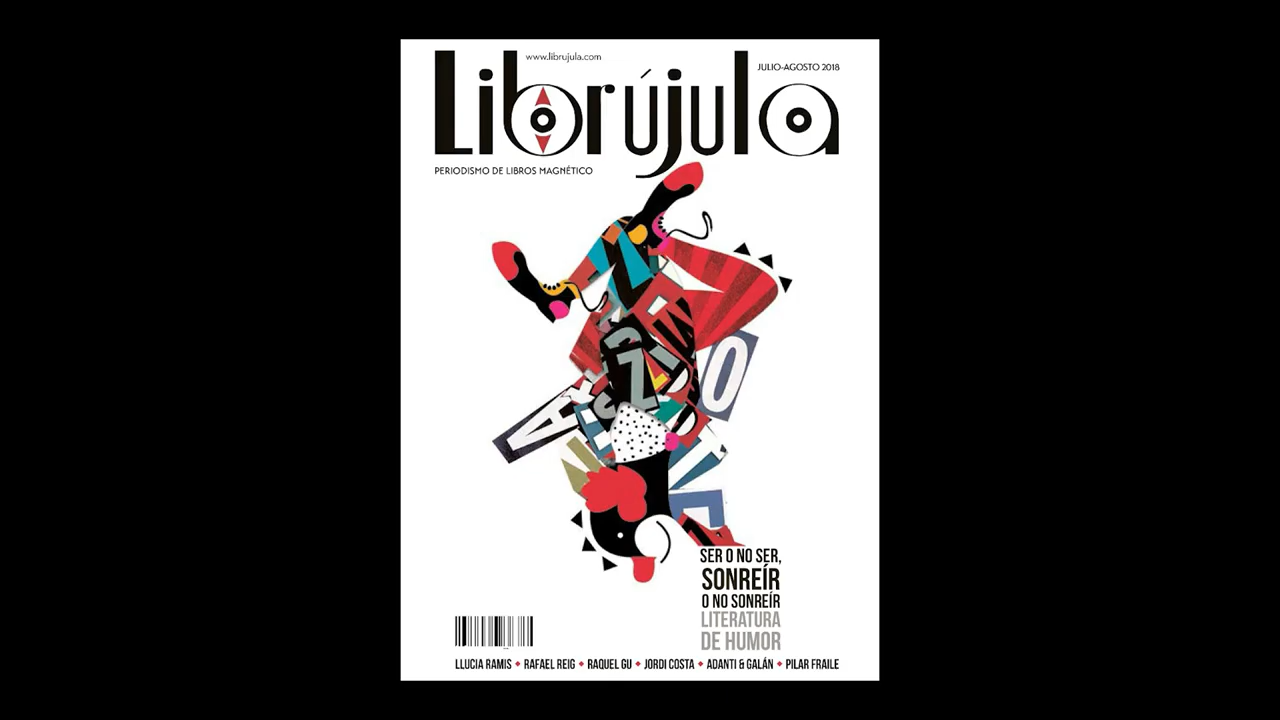 www.librujula.com
JULIO-AGOSTO 2018
Librújula
PERIODISMO DE LIBROS MAGNÉTICO
SER O NO SER,
SONREÍR
O NO SONREÍR
LITERATURA
DE HUMOR
LLUCIA RAMIS ♦ RAFAEL REIG ♦ RAQUEL GU ♦ JORDI COSTA ♦ ADANTI & GALÁN ♦ PILAR FRAILE